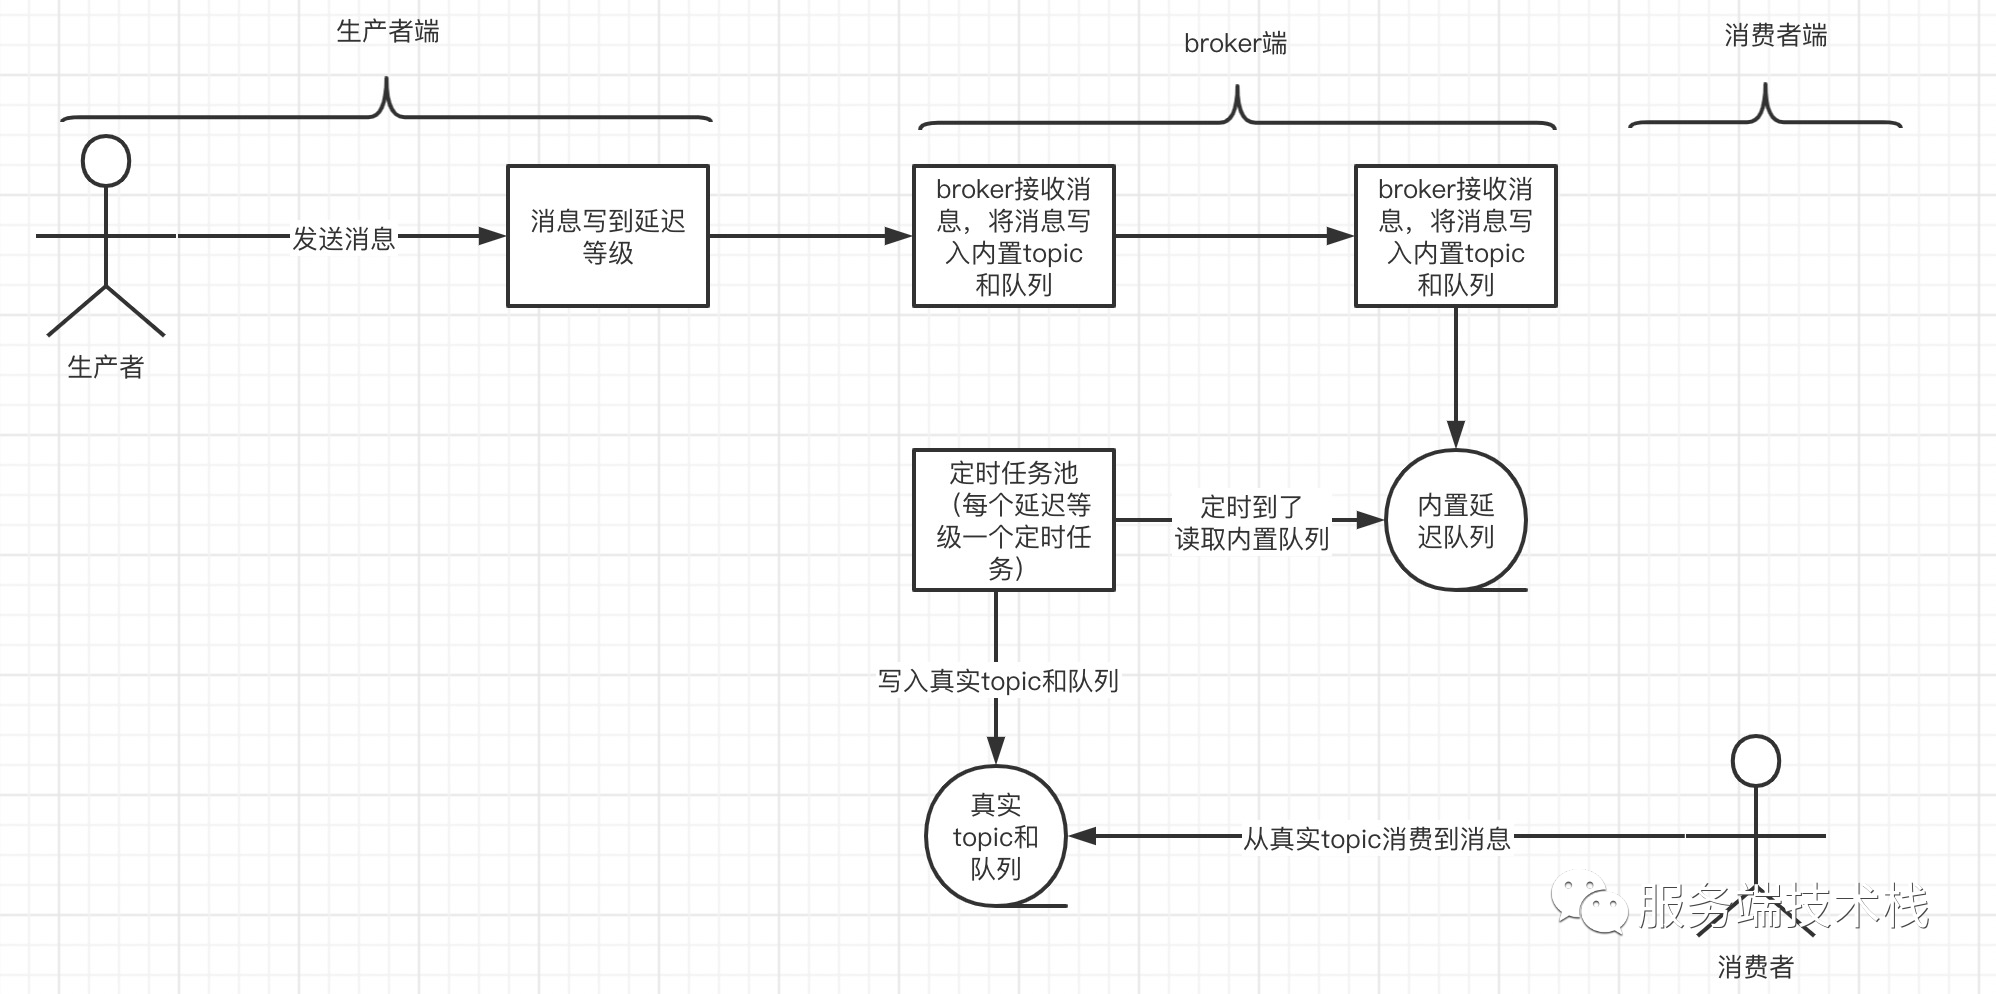 生产者端
broker端
消费者端
发送消息
消息写到延迟
等级
broker接收消
息，将消息写
入内置topic
和队列
broker接收消
息，将消息写
入内置topic
和队列
生产者
定时任务池
（每个延迟等
级一个定时任
务）
定时到了
读取内置队列
内置延
迟队列
写入真实topic和队列
真实
topic和
队列
从真实topic消费到消息
服务端技术栈
消费者